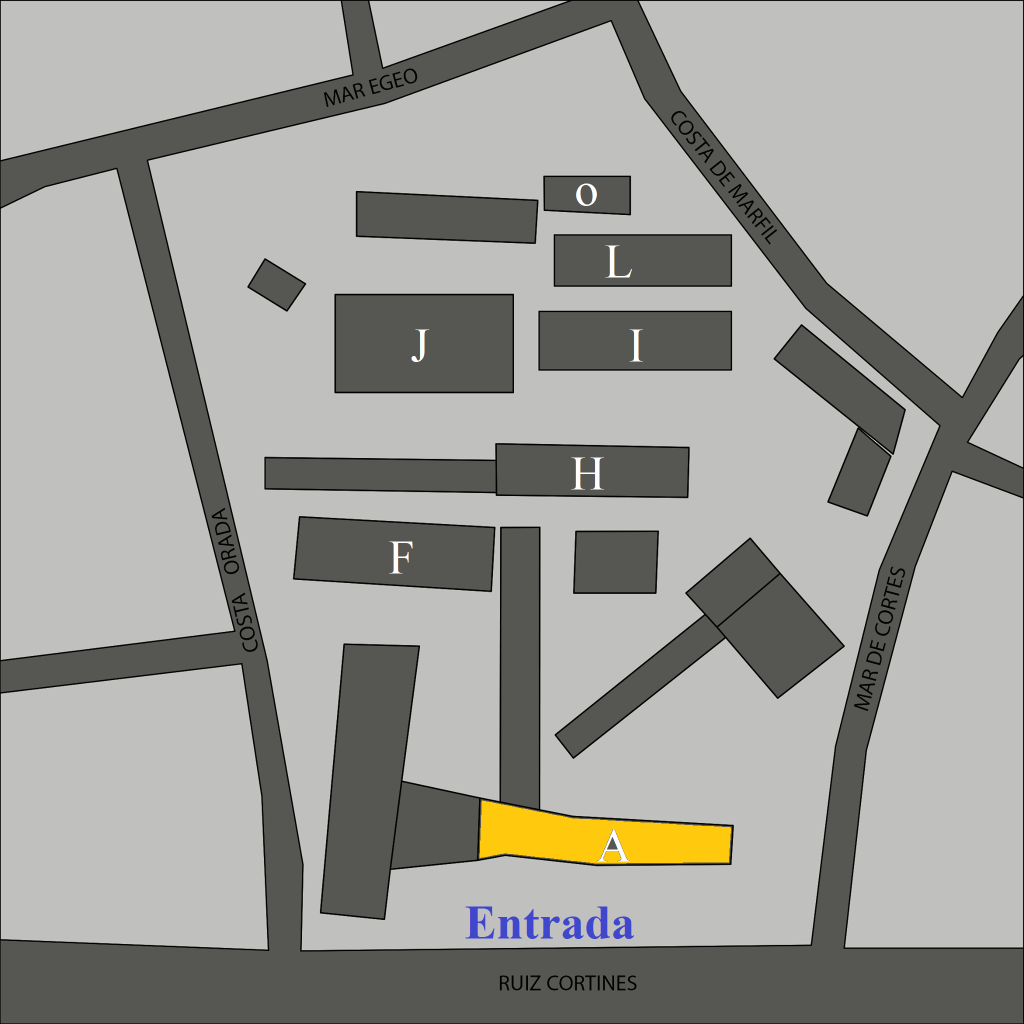 MAR EGEO
COSTA DE MARFIL
O
L
J
I
H
F
COSTA ORADA
MAR DE CORTES
A
Entrada
RUIZ CORTINES